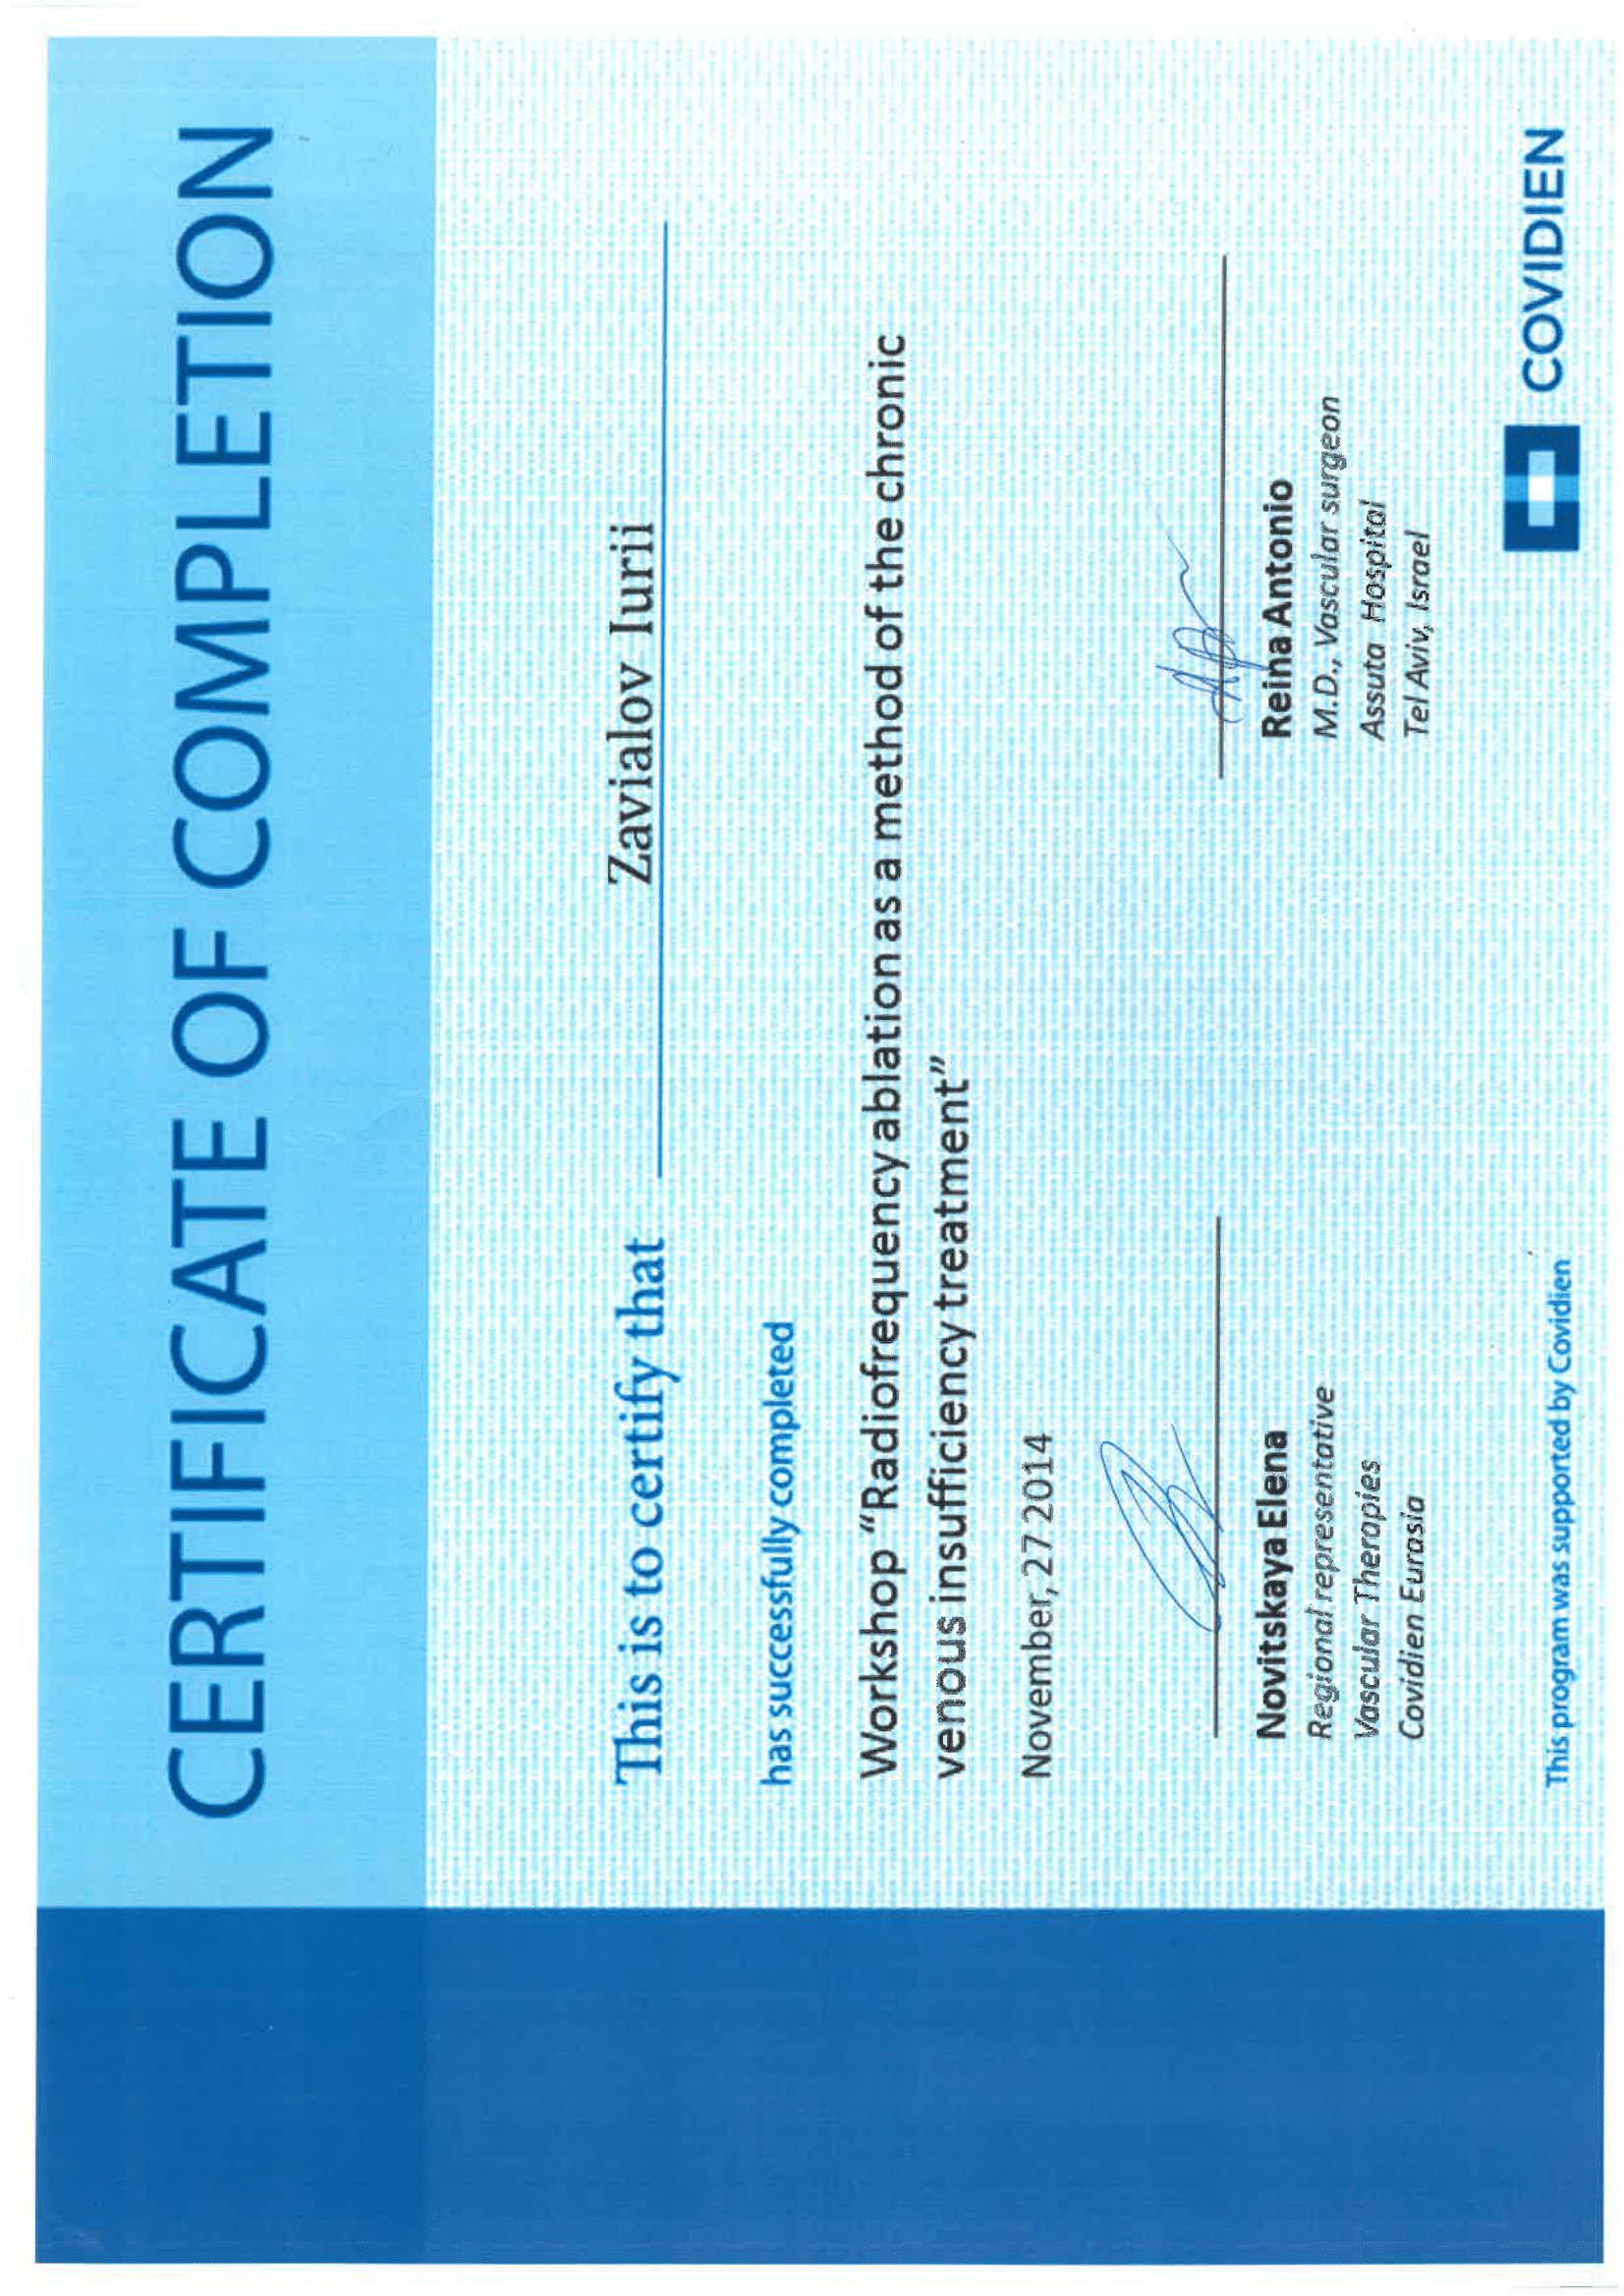 CERTIFICATE OF COMPLETION
This is to certify that Zavialov Iurii
has successfully completed
Workshop "Radiofrequency ablation as a method of the chronic
venous insufficiency treatment"
November, 27 2014
Novitskaya Elena
Regional representative
Vascular Therapies
Covidien Eurasia
Reina Antonio
M.D., Vascular surgeon
Assuta Hospital
Tel Aviv, Israel
This program was supported by Covidien
COVIDIEN